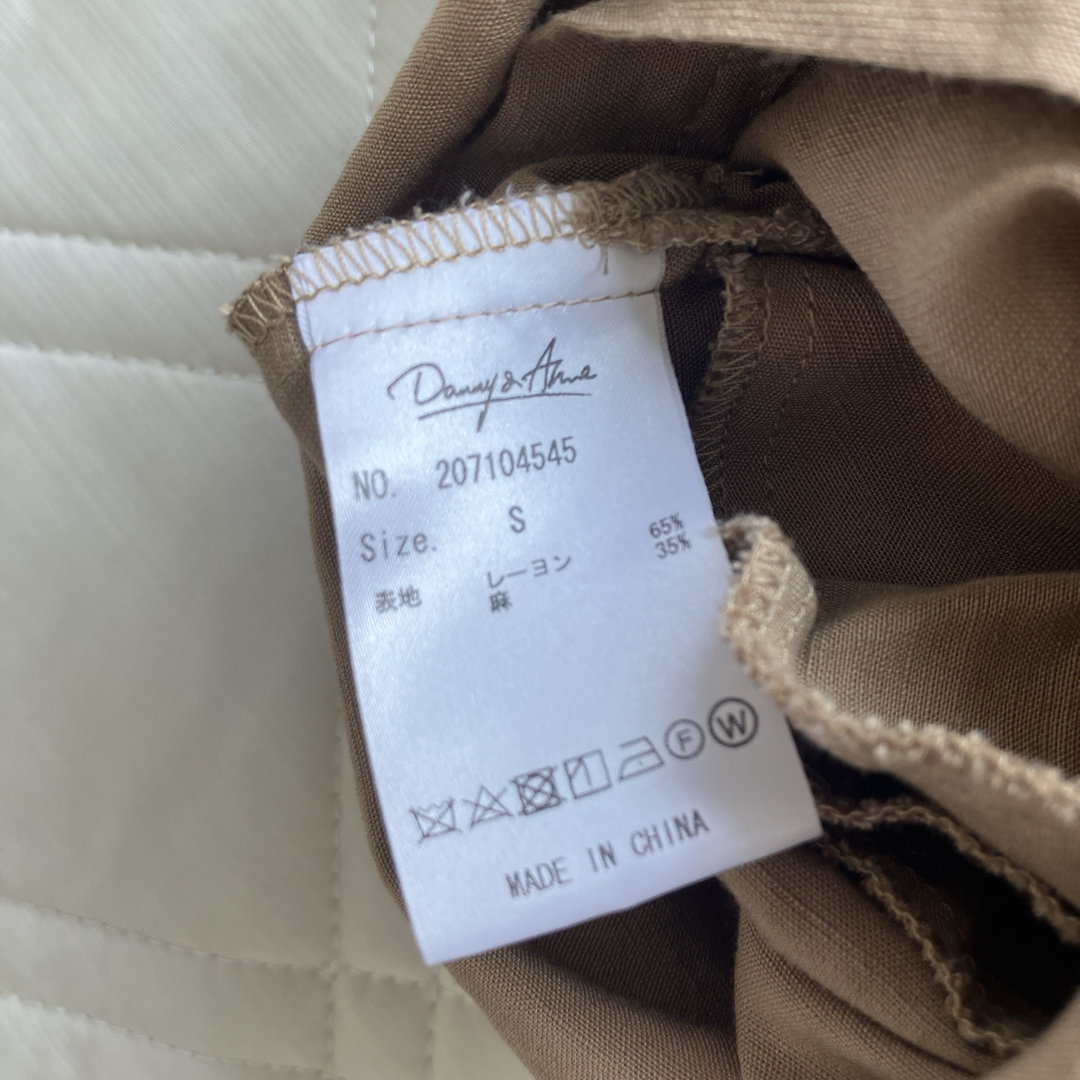 Danny & Anne
NO. 207104545
Size. S
表地 レーヨン 65%
麻 35%
F W
MADE IN CHINA